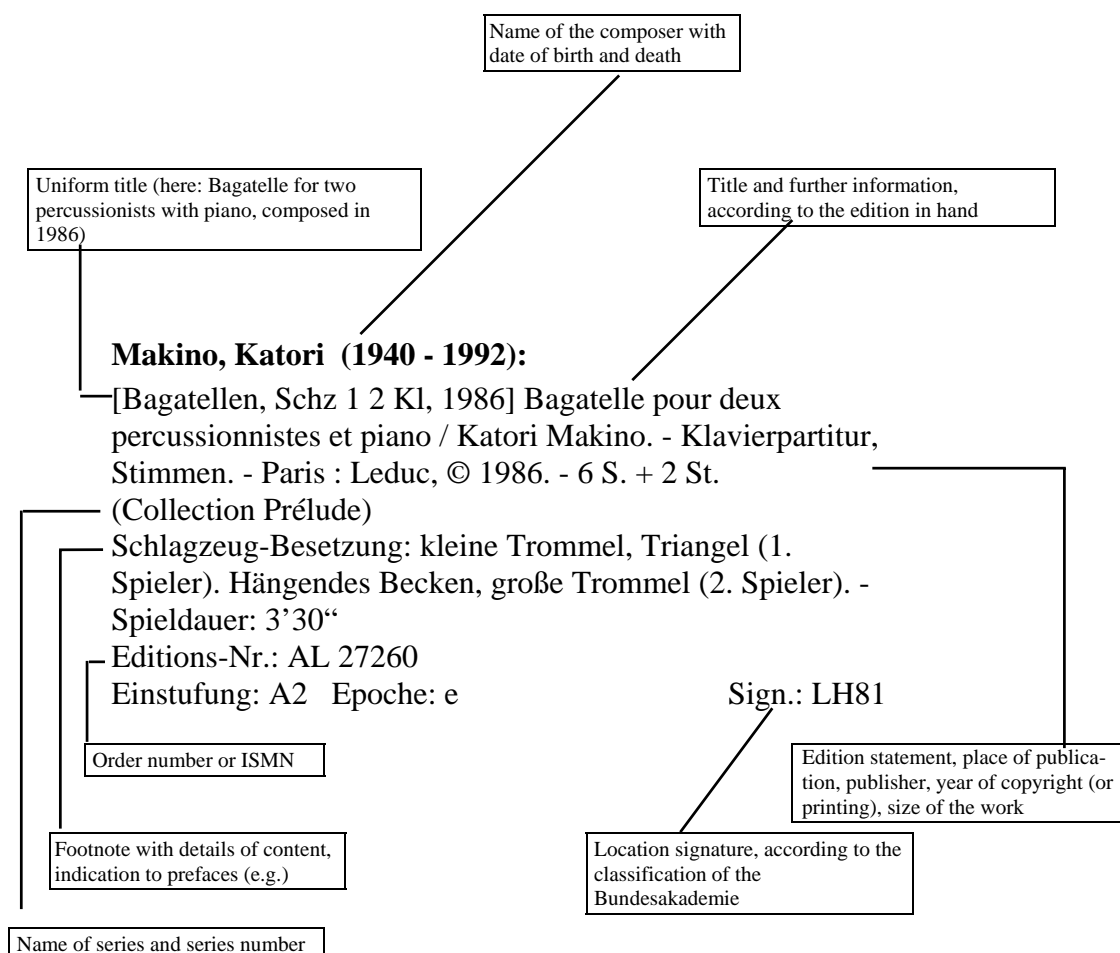 Name of the composer with
date of birth and death
Uniform title (here: Bagatelle for two
percussionists with piano, composed in
1986)
Title and further information,
according to the edition in hand
Makino, Katori (1940 - 1992):
[Bagatellen, Schz 1 2 Kl, 1986] Bagatelle pour deux
percussionnistes et piano / Katori Makino. - Klavierpartitur,
Stimmen. - Paris : Leduc, © 1986. - 6 S. + 2 St.
(Collection Prélude)
Schlagzeug-Besetzung: kleine Trommel, Triangel (1.
Spieler). Hängendes Becken, große Trommel (2. Spieler). -
Spieldauer: 3’30“
Editions-Nr.: AL 27260
Einstufung: A2 Epoche: e Sign.: LH81
Order number or ISMN
Edition statement, place of publica-
tion, publisher, year of copyright (or
printing), size of the work
Footnote with details of content,
indication to prefaces (e.g.)
Location signature, according to the
classification of the
Bundesakademie
Name of series and series number